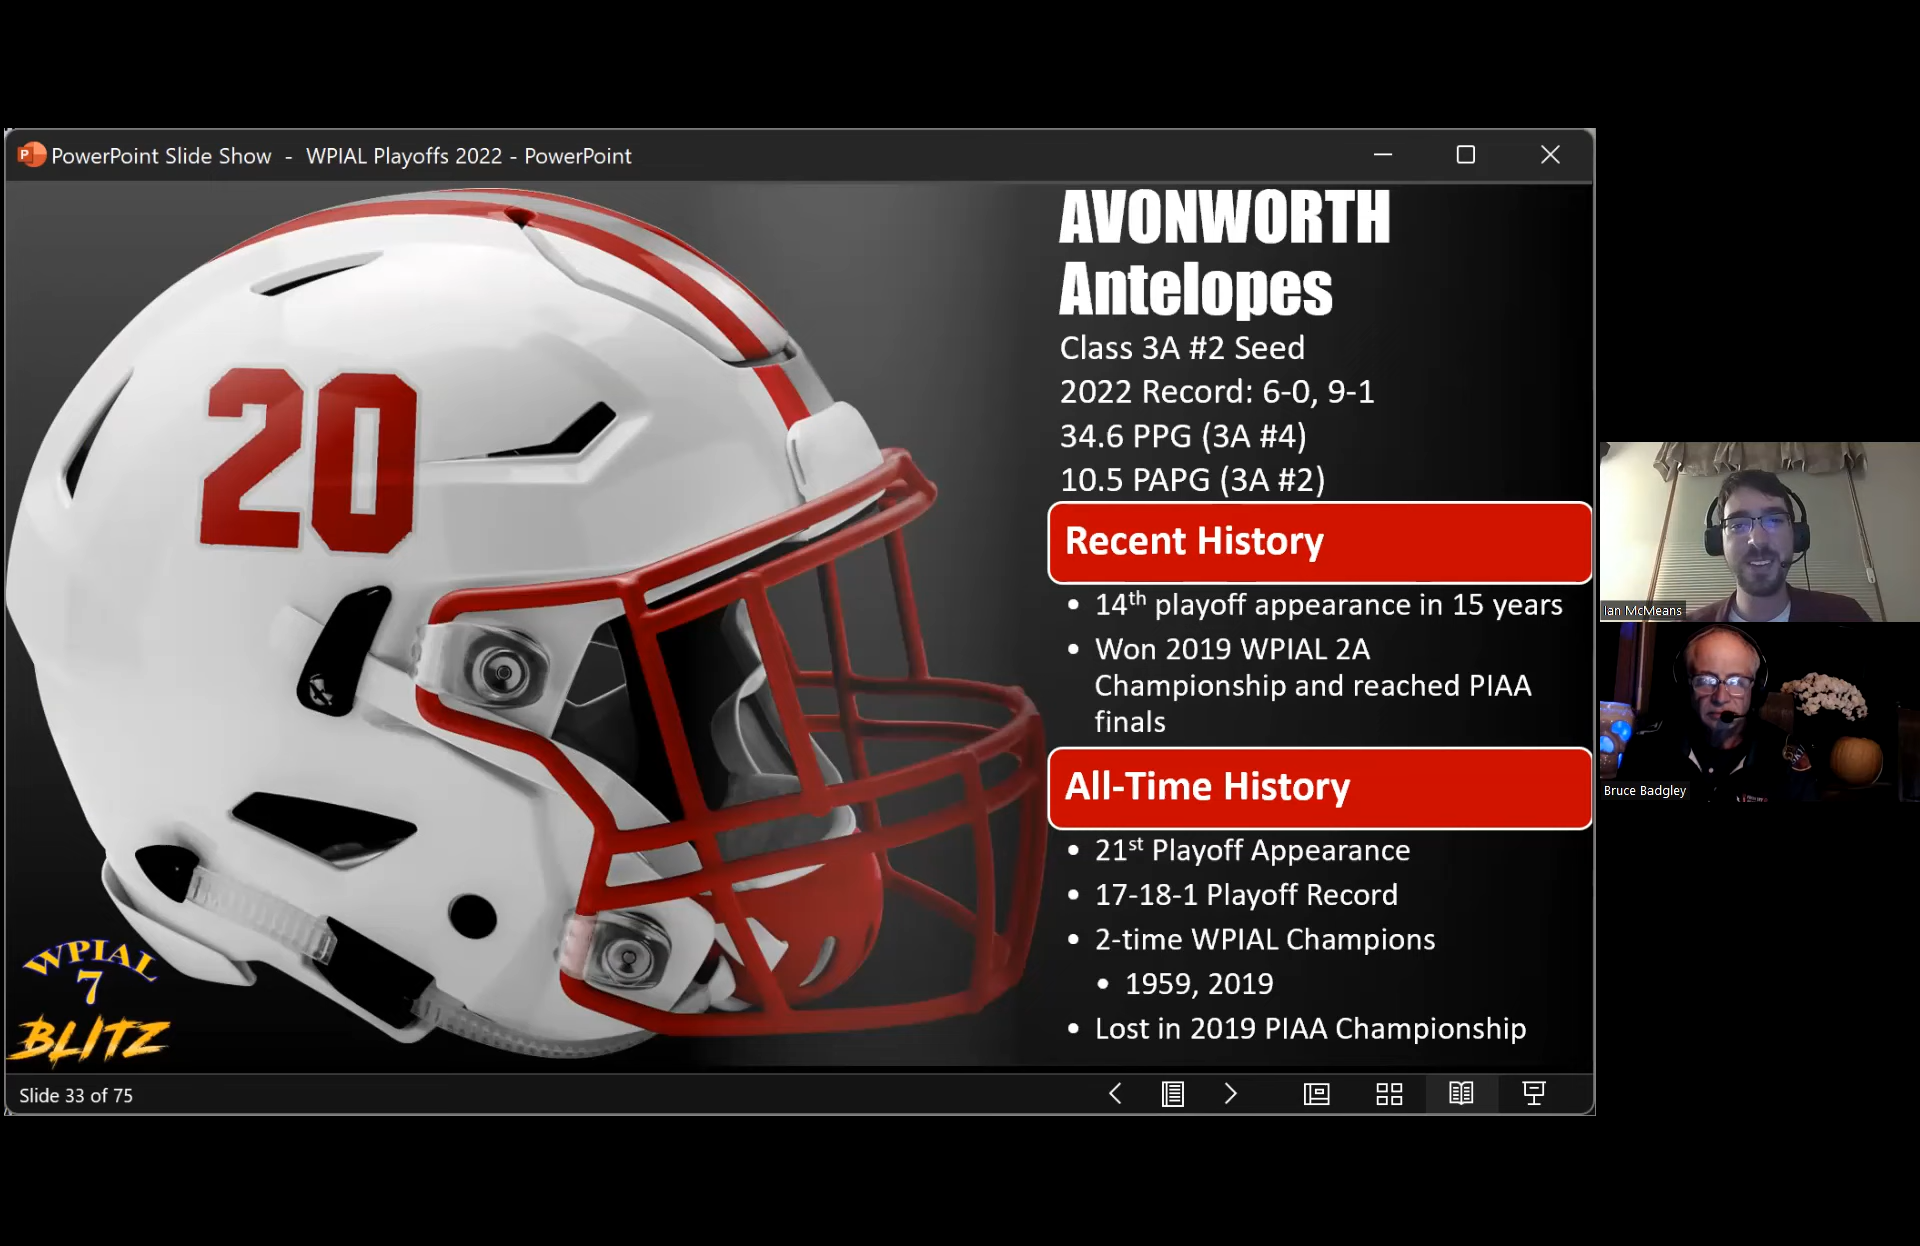 PowerPoint Slide Show - WPIAL Playoffs 2022 - PowerPoint
AVONWORTH
Antelopes
Class 3A #2 Seed
2022 Record: 6-0, 9-1
34.6 PPG (3A #4)
10.5 PAPG (3A #2)
Recent History
• 14th playoff appearance in 15 years
• Won 2019 WPIAL 2A
Championship and reached PIAA
finals
All-Time History
• 21st Playoff Appearance
• 17-18-1 Playoff Record
• 2-time WPIAL Champions
• 1959, 2019
• Lost in 2019 PIAA Championship
20
WPIAL
7
BLITZ
Slide 33 of 75
Ian McMeans
Bruce Badgley